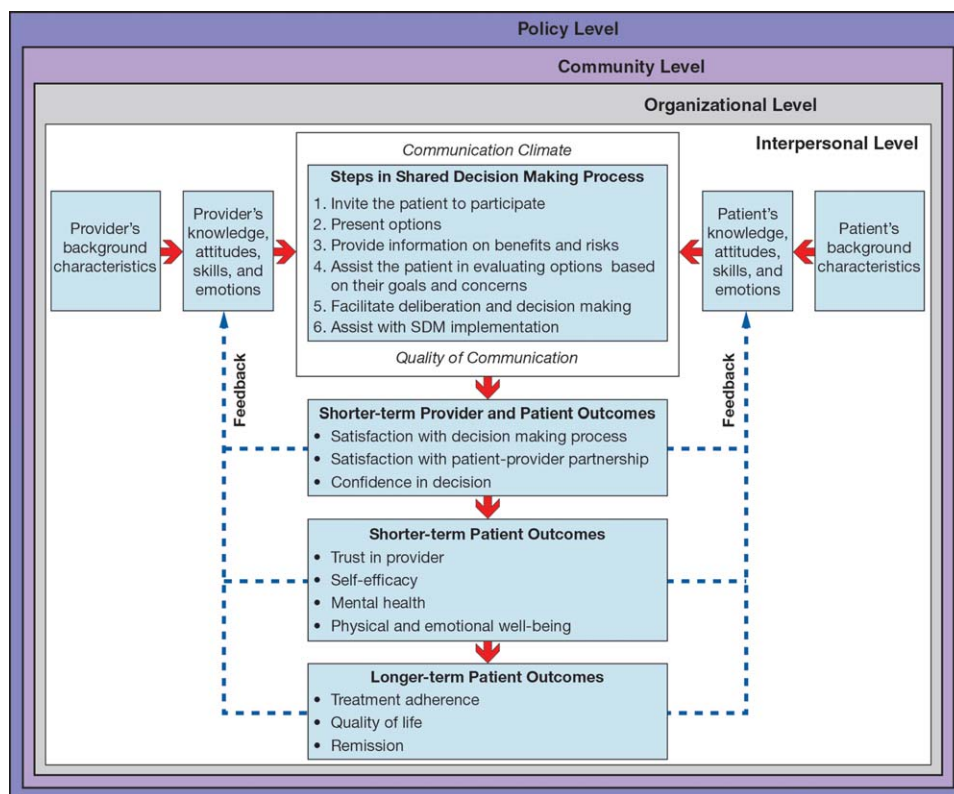 Policy Level
Community Level
Organizational Level
Interpersonal Level
Communication Climate
Steps in Shared Decision Making Process
1. Invite the patient to participate
2. Present options
3. Provide information on benefits and risks
4. Assist the patient in evaluating options based
on their goals and concerns
5. Facilitate deliberation and decision making
6. Assist with SDM implementation
Quality of Communication
Provider's
background
characteristics
Provider's
knowledge,
attitudes,
skills, and
emotions
Patient's
knowledge,
attitudes,
skills, and
emotions
Patient's
background
characteristics
Feedback
Feedback
Shorter-term Provider and Patient Outcomes
• Satisfaction with decision making process
• Satisfaction with patient-provider partnership
• Confidence in decision
Shorter-term Patient Outcomes
• Trust in provider
• Self-efficacy
• Mental health
• Physical and emotional well-being
Longer-term Patient Outcomes
• Treatment adherence
• Quality of life
• Remission